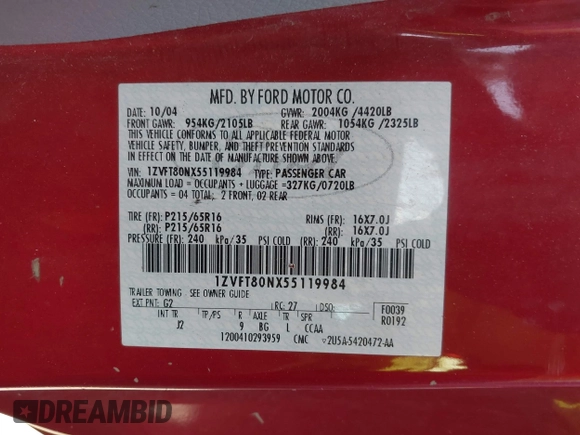 MFD. BY FORD MOTOR CO.
DATE: 10/04 GVWR: 2004KG /4420LB
FRONT GAWR: 954KG/2105LB REAR GAWR: 1054KG /2325LB
THIS VEHICLE CONFORMS TO ALL APPLICABLE FEDERAL MOTOR
VEHICLE SAFETY, BUMPER, AND THEFT PREVENTION STANDARDS
IN EFFECT ON THE DATE OF MANUFACTURE SHOWN ABOVE.
VIN: 1ZVFT80NX55119984 TYPE: PASSENGER CAR
MAXIMUM LOAD = OCCUPANTS + LUGGAGE =327KG/0720LB
OCCUPANTS = 04 TOTAL, 2 FRONT, 02 REAR
TIRE (FR): P215/65R16 RIMS (FR): 16X7.0J
(RR): P215/65R16 (RR): 16X7.0J
PRESSURE (FR): 240 kPa/35 PSI COLD (RR): 240 kPa/35 PSI COLD
1ZVFT80NX55119984
TRAILER TOWING - SEE OWNER GUIDE
EXT PNT: G2 RC: 27 DSO: F0039
INT TR TP/PS R AXLE TR SPR R0192
J2 9 BG L CCAA
1200410293959 CMC 2U5A-5420472-AA
DREAMBID